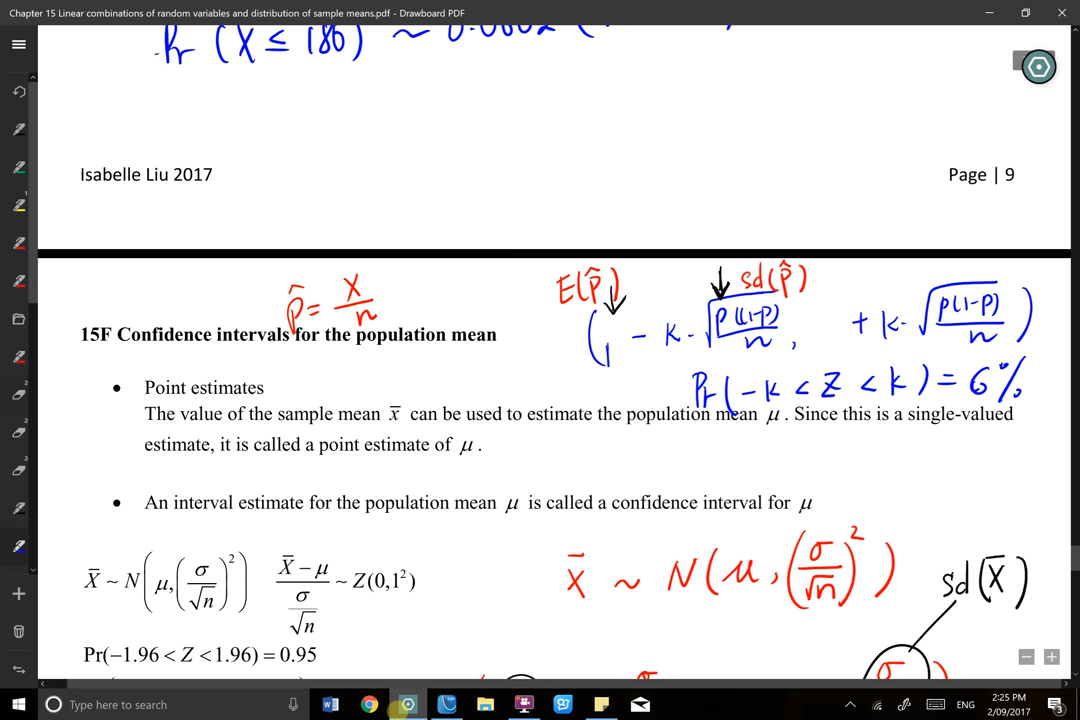 Chapter 15 Linear combinations of random variables and distribution of sample means.pdf - Drawboard PDF
Pr (X ≤ 180) ~
Isabelle Liu 2017
Page | 9
p̂ = X/n
E(p̂)
sd(p̂)
( - k · √(p(1-p)/n) , + k · √(p(1-p)/n) )
15F Confidence intervals for the population mean
Pr(-k < Z < k) = 6%
• Point estimates
The value of the sample mean x̄ can be used to estimate the population mean μ. Since this is a single-valued
estimate, it is called a point estimate of μ.
• An interval estimate for the population mean μ is called a confidence interval for μ
X̄ ~ N(μ, (σ/√n)²) (X̄ − μ)/(σ/√n) ~ Z(0,1²)
x̄ ~ N(μ, (σ/√n)²)
sd(X̄)
Pr(−1.96 < Z < 1.96) = 0.95
σ
Type here to search
ENG
2:25 PM
2/09/2017